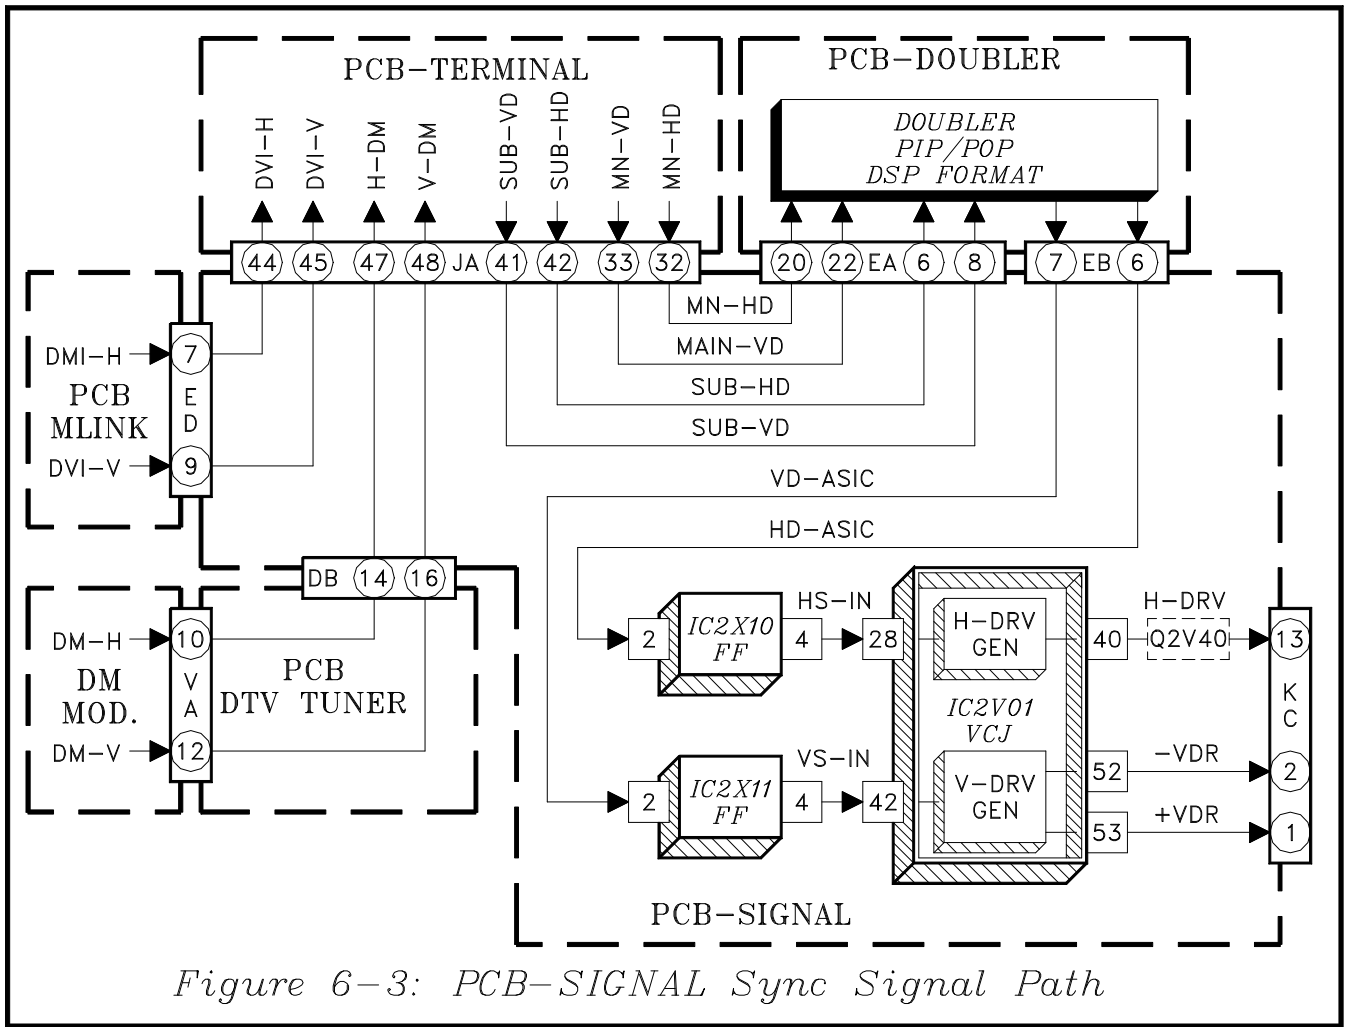 PCB-TERMINAL
PCB-DOUBLER
DVI-H
DVI-V
H-DM
V-DM
SUB-VD
SUB-HD
MN-VD
MN-HD
DOUBLER
PIP/POP
DSP FORMAT
44 45 47 48 JA 41 42 33 32
20 22 EA 6 8
7 EB 6
MN-HD
MAIN-VD
SUB-HD
SUB-VD
VD-ASIC
HD-ASIC
DMI-H
7
PCB
MLINK
E
D
DVI-V
9
DB 14 16
DM-H
10
DM
MOD.
V
A
DM-V
12
PCB
DTV TUNER
2
IC2X10
FF
4
HS-IN
28
H-DRV
GEN
40
H-DRV
Q2V40
13
K
C
IC2V01
VCJ
2
IC2X11
FF
4
VS-IN
42
V-DRV
GEN
52
-VDR
2
53
+VDR
1
PCB-SIGNAL
Figure 6-3: PCB-SIGNAL Sync Signal Path